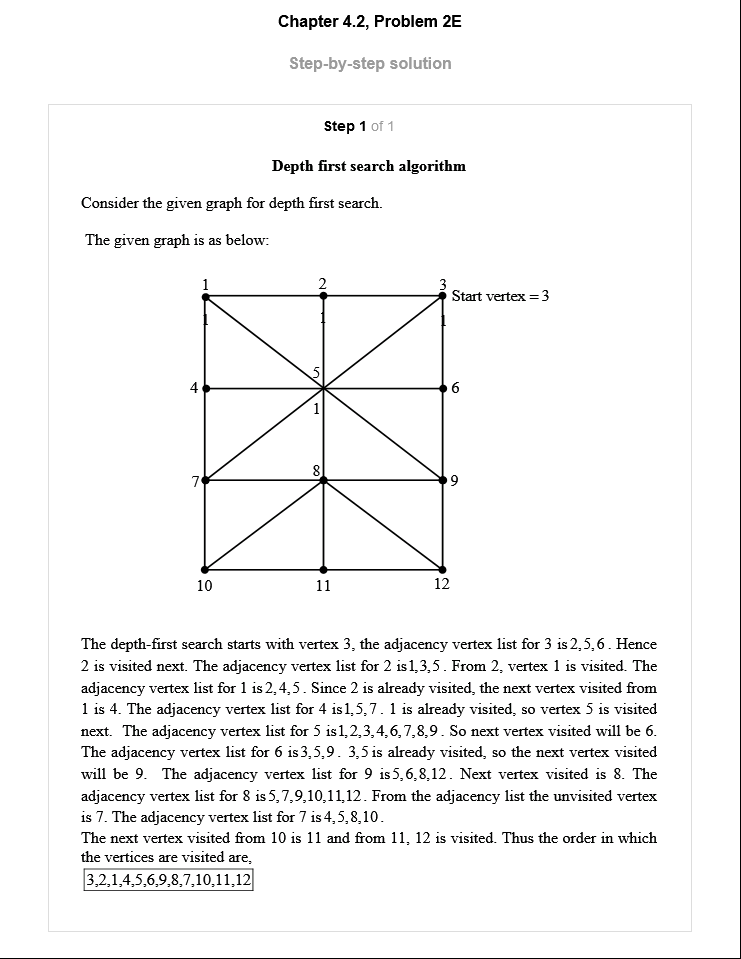 Chapter 4.2, Problem 2E
Step-by-step solution
Step 1 of 1
Depth first search algorithm
Consider the given graph for depth first search.
The given graph is as below:
1 2 3 Start vertex = 3
1 1 1
5
4 6
1
8
7 9
10 11 12
The depth-first search starts with vertex 3, the adjacency vertex list for 3 is 2,5,6. Hence
2 is visited next. The adjacency vertex list for 2 is 1,3,5. From 2, vertex 1 is visited. The
adjacency vertex list for 1 is 2,4,5. Since 2 is already visited, the next vertex visited from
1 is 4. The adjacency vertex list for 4 is 1,5,7. 1 is already visited, so vertex 5 is visited
next. The adjacency vertex list for 5 is 1,2,3,4,6,7,8,9. So next vertex visited will be 6.
The adjacency vertex list for 6 is 3,5,9. 3,5 is already visited, so the next vertex visited
will be 9. The adjacency vertex list for 9 is 5,6,8,12. Next vertex visited is 8. The
adjacency vertex list for 8 is 5,7,9,10,11,12. From the adjacency list the unvisited vertex
is 7. The adjacency vertex list for 7 is 4,5,8,10.
The next vertex visited from 10 is 11 and from 11, 12 is visited. Thus the order in which
the vertices are visited are,
3,2,1,4,5,6,9,8,7,10,11,12